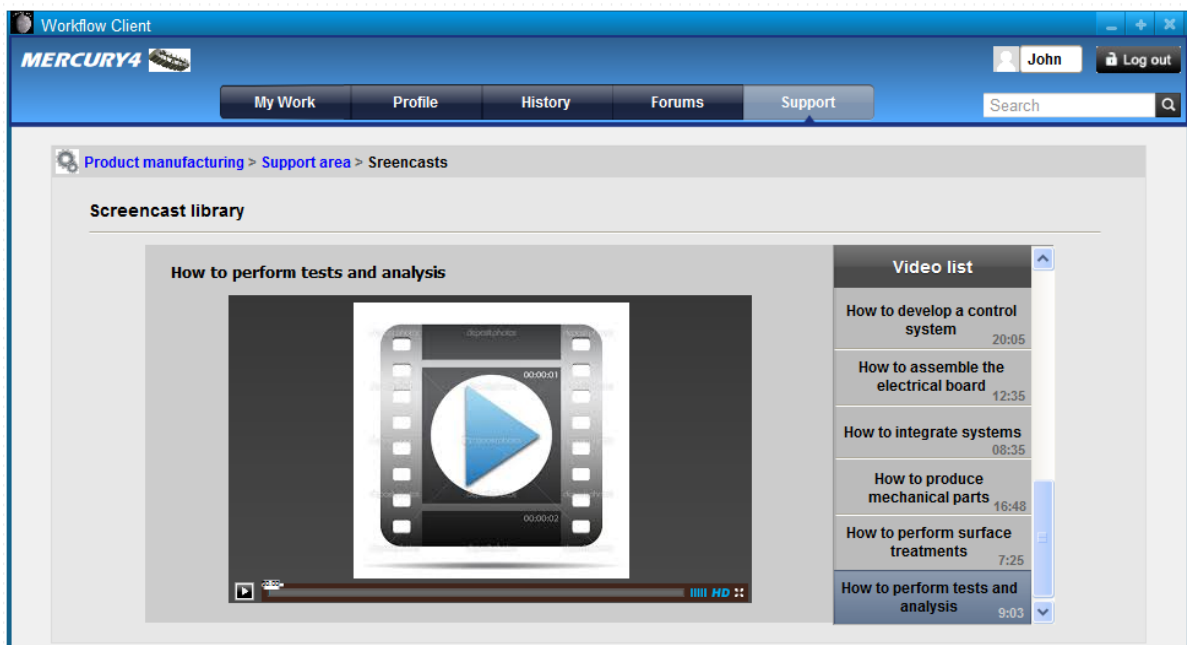 Workflow Client
MERCURY4
John
Log out
My Work Profile History Forums Support
Search
Product manufacturing > Support area > Sreencasts
Screencast library
How to perform tests and analysis
depositphotos depositphotos depositphotos
00:00:01
00:00:02
HD
Video list
How to develop a control
system
20:05
How to assemble the
electrical board
12:35
How to integrate systems
08:35
How to produce
mechanical parts
16:48
How to perform surface
treatments
7:25
How to perform tests and
analysis
9:03